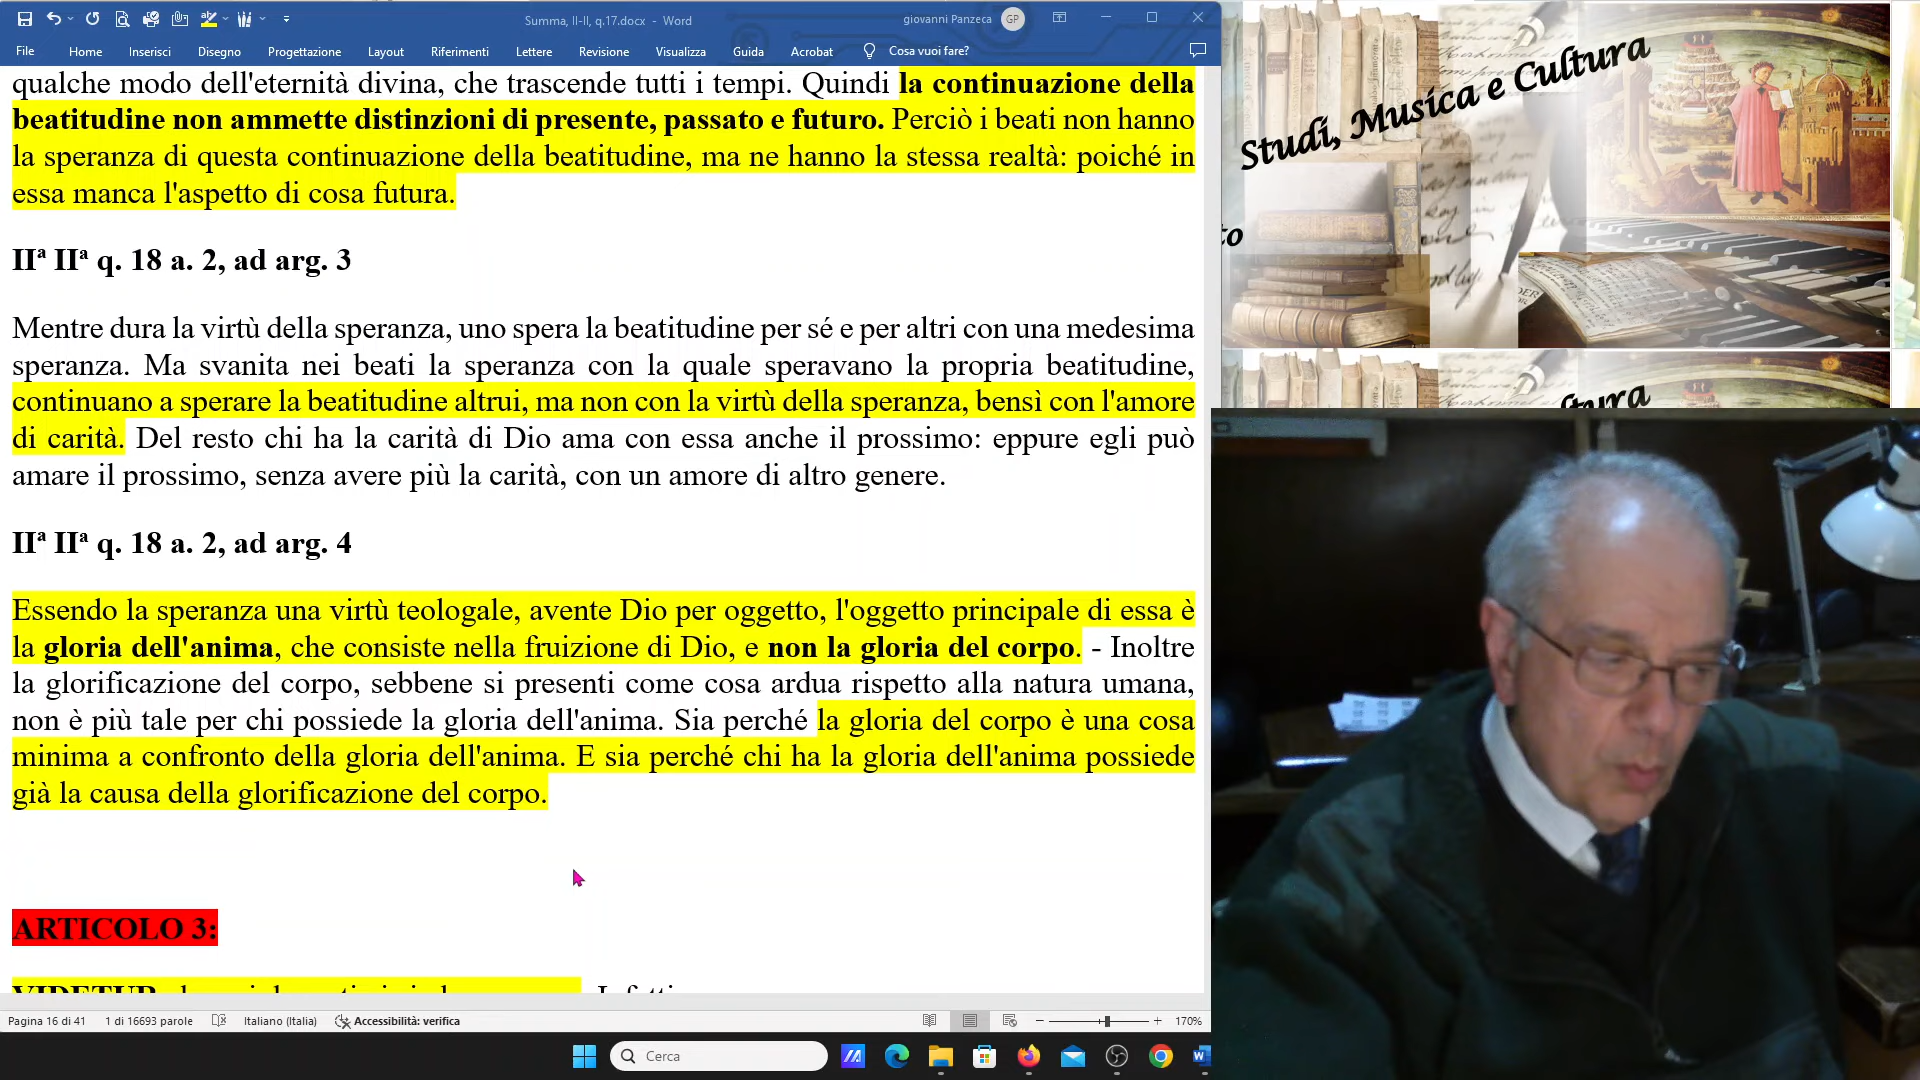 Summa, II-II, q.17.docx - Word
giovanni Panzeca
GP
File
Home
Inserisci
Disegno
Progettazione
Layout
Riferimenti
Lettere
Revisione
Visualizza
Guida
Acrobat
Cosa vuoi fare?
qualche modo dell'eternità divina, che trascende tutti i tempi. Quindi la continuazione della
beatitudine non ammette distinzioni di presente, passato e futuro. Perciò i beati non hanno
la speranza di questa continuazione della beatitudine, ma ne hanno la stessa realtà: poiché in
essa manca l'aspetto di cosa futura.
IIª IIª q. 18 a. 2, ad arg. 3
Mentre dura la virtù della speranza, uno spera la beatitudine per sé e per altri con una medesima
speranza. Ma svanita nei beati la speranza con la quale speravano la propria beatitudine,
continuano a sperare la beatitudine altrui, ma non con la virtù della speranza, bensì con l'amore
di carità. Del resto chi ha la carità di Dio ama con essa anche il prossimo: eppure egli può
amare il prossimo, senza avere più la carità, con un amore di altro genere.
IIª IIª q. 18 a. 2, ad arg. 4
Essendo la speranza una virtù teologale, avente Dio per oggetto, l'oggetto principale di essa è
la gloria dell'anima, che consiste nella fruizione di Dio, e non la gloria del corpo. - Inoltre
la glorificazione del corpo, sebbene si presenti come cosa ardua rispetto alla natura umana,
non è più tale per chi possiede la gloria dell'anima. Sia perché la gloria del corpo è una cosa
minima a confronto della gloria dell'anima. E sia perché chi ha la gloria dell'anima possiede
già la causa della glorificazione del corpo.
ARTICOLO 3:
VIDETUR
Pagina 16 di 41
1 di 16693 parole
Italiano (Italia)
Accessibilità: verifica
170%
Cerca
Studi, Musica e Cultura
to